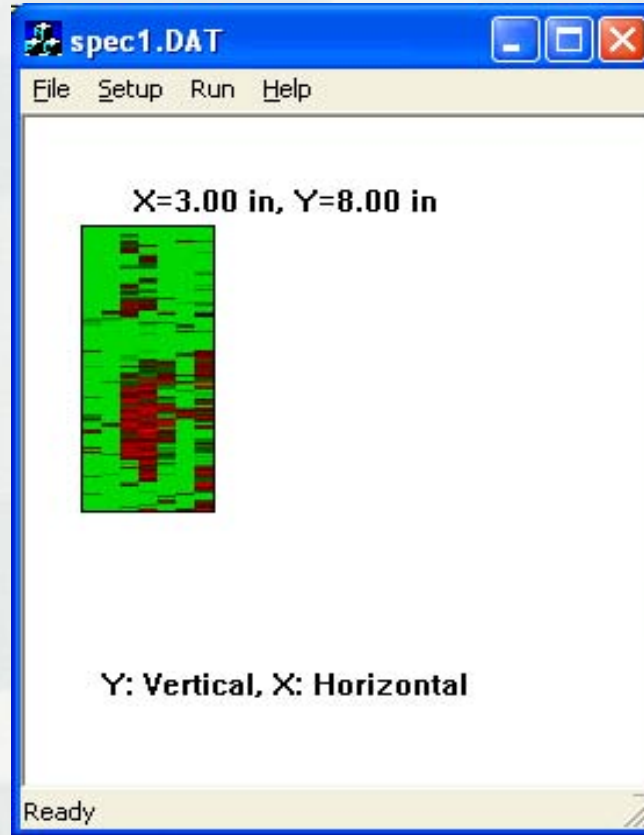 spec1.DAT
File Setup Run Help
X=3.00 in, Y=8.00 in
Y: Vertical, X: Horizontal
Ready